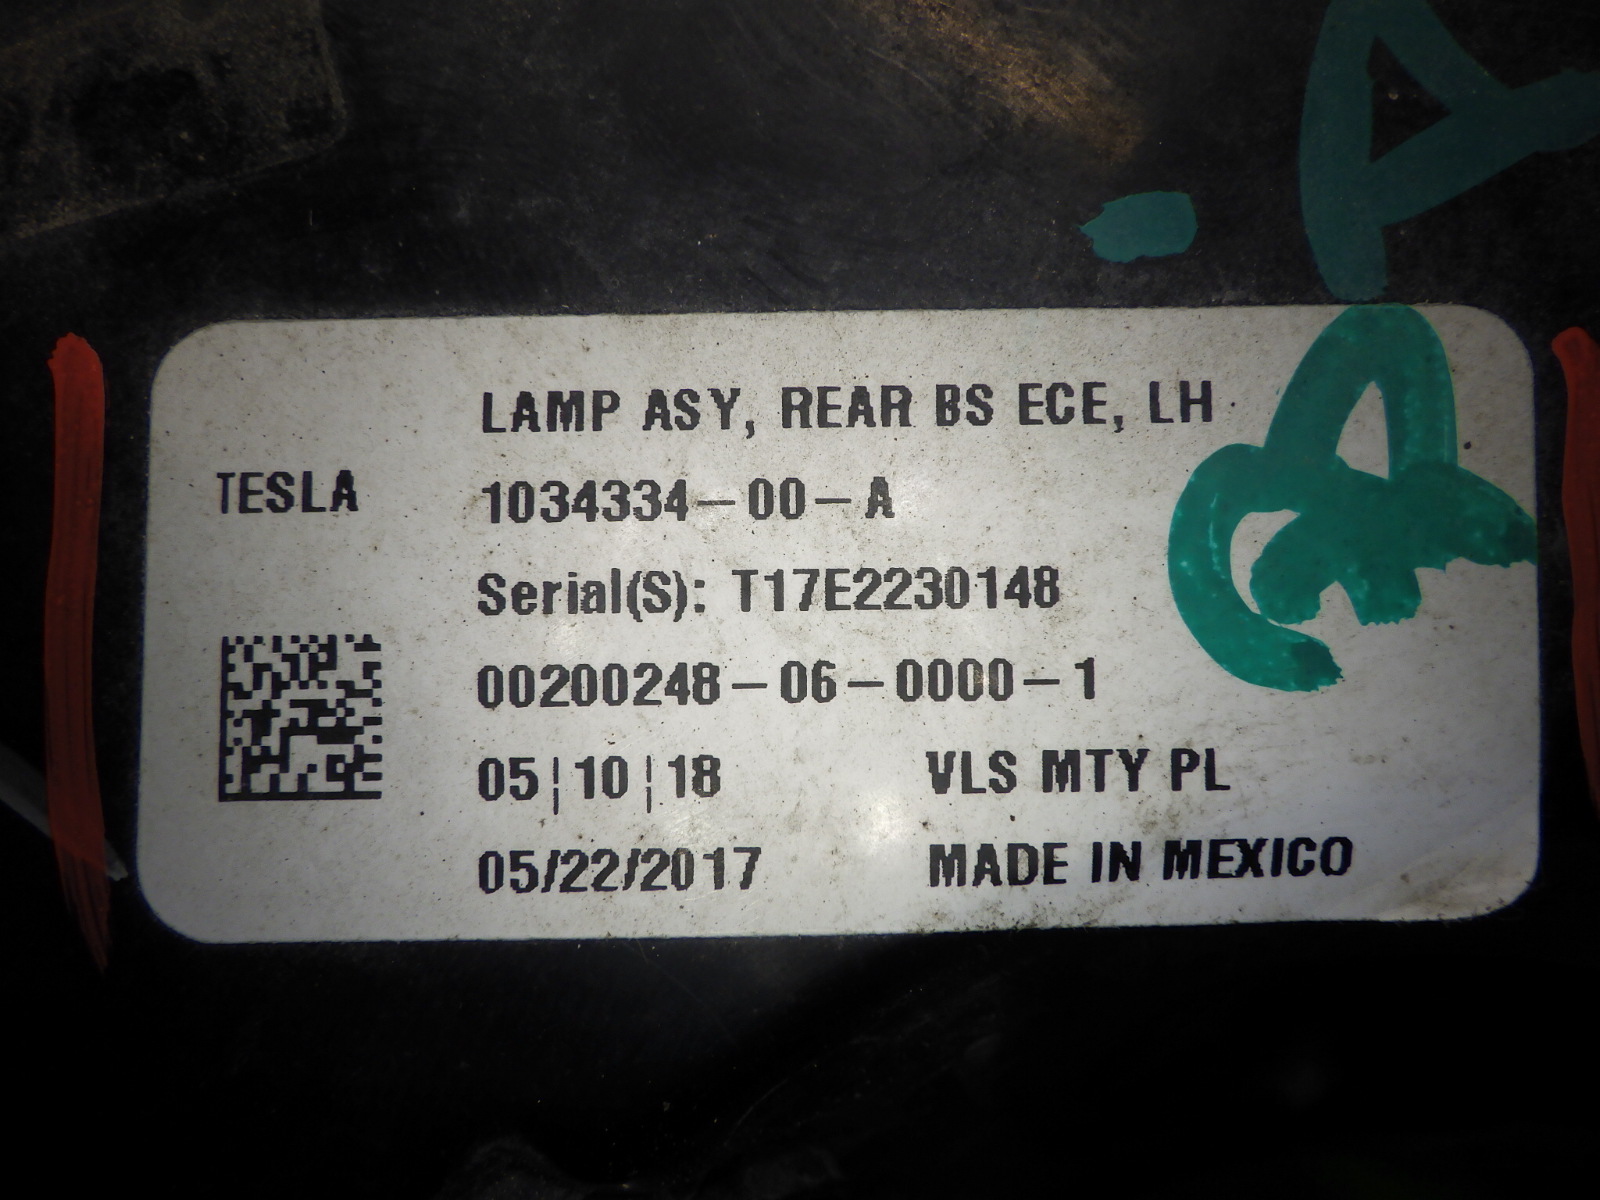 LAMP ASY, REAR BS ECE, LH
TESLA
1034334-00-A
Serial(S): T17E2230148
00200248-06-0000-1
05¦10¦18
VLS MTY PL
05/22/2017
MADE IN MEXICO